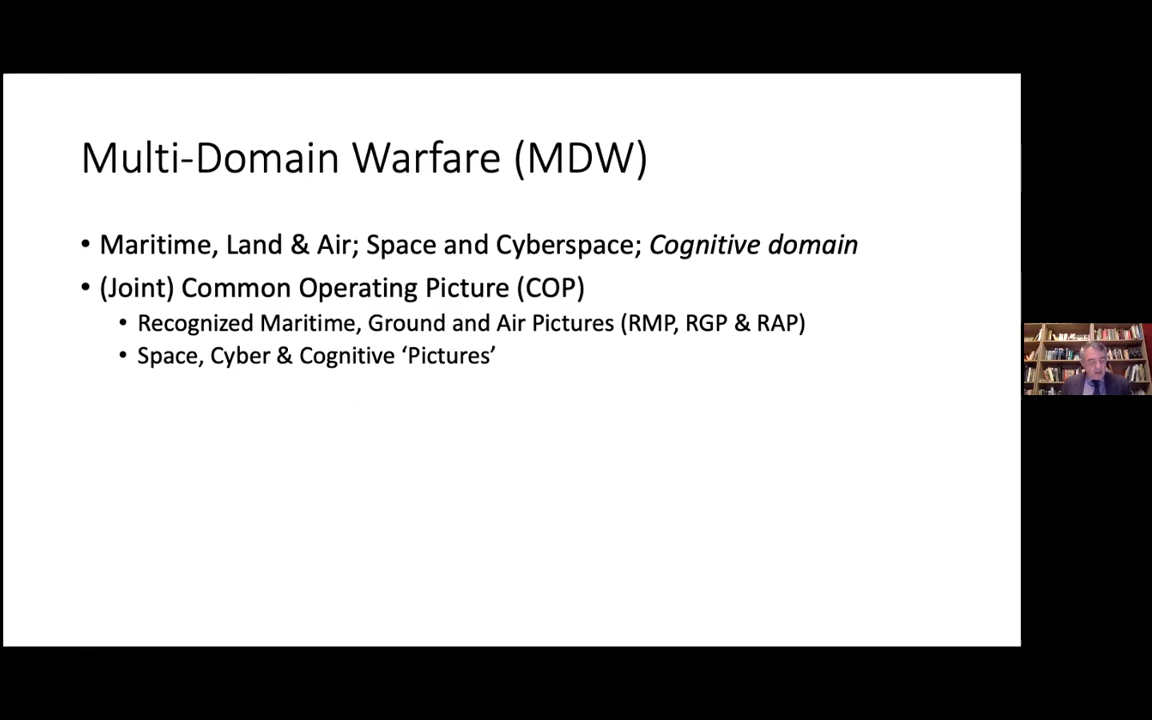 Multi-Domain Warfare (MDW)
• Maritime, Land & Air; Space and Cyberspace; Cognitive domain
• (Joint) Common Operating Picture (COP)
• Recognized Maritime, Ground and Air Pictures (RMP, RGP & RAP)
• Space, Cyber & Cognitive ‘Pictures’